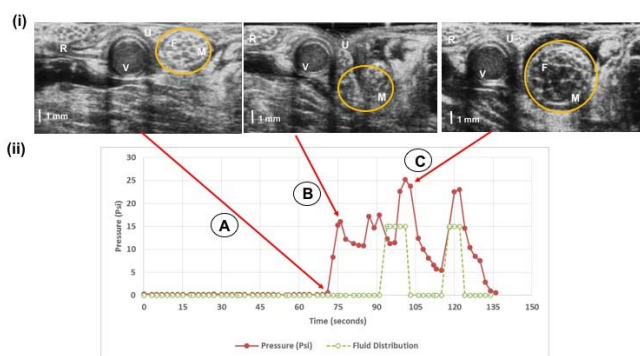 (i)
R
V
U
F
M
1 mm
U
V
M
1 mm
R
U
V
F
M
1 mm
(ii)
A
B
C
Pressure (Psi)
30
25
20
15
10
5
0
0 15 30 45 60 75 90 105 120 135 150
Time (seconds)
Pressure (Psi) Fluid Distribution